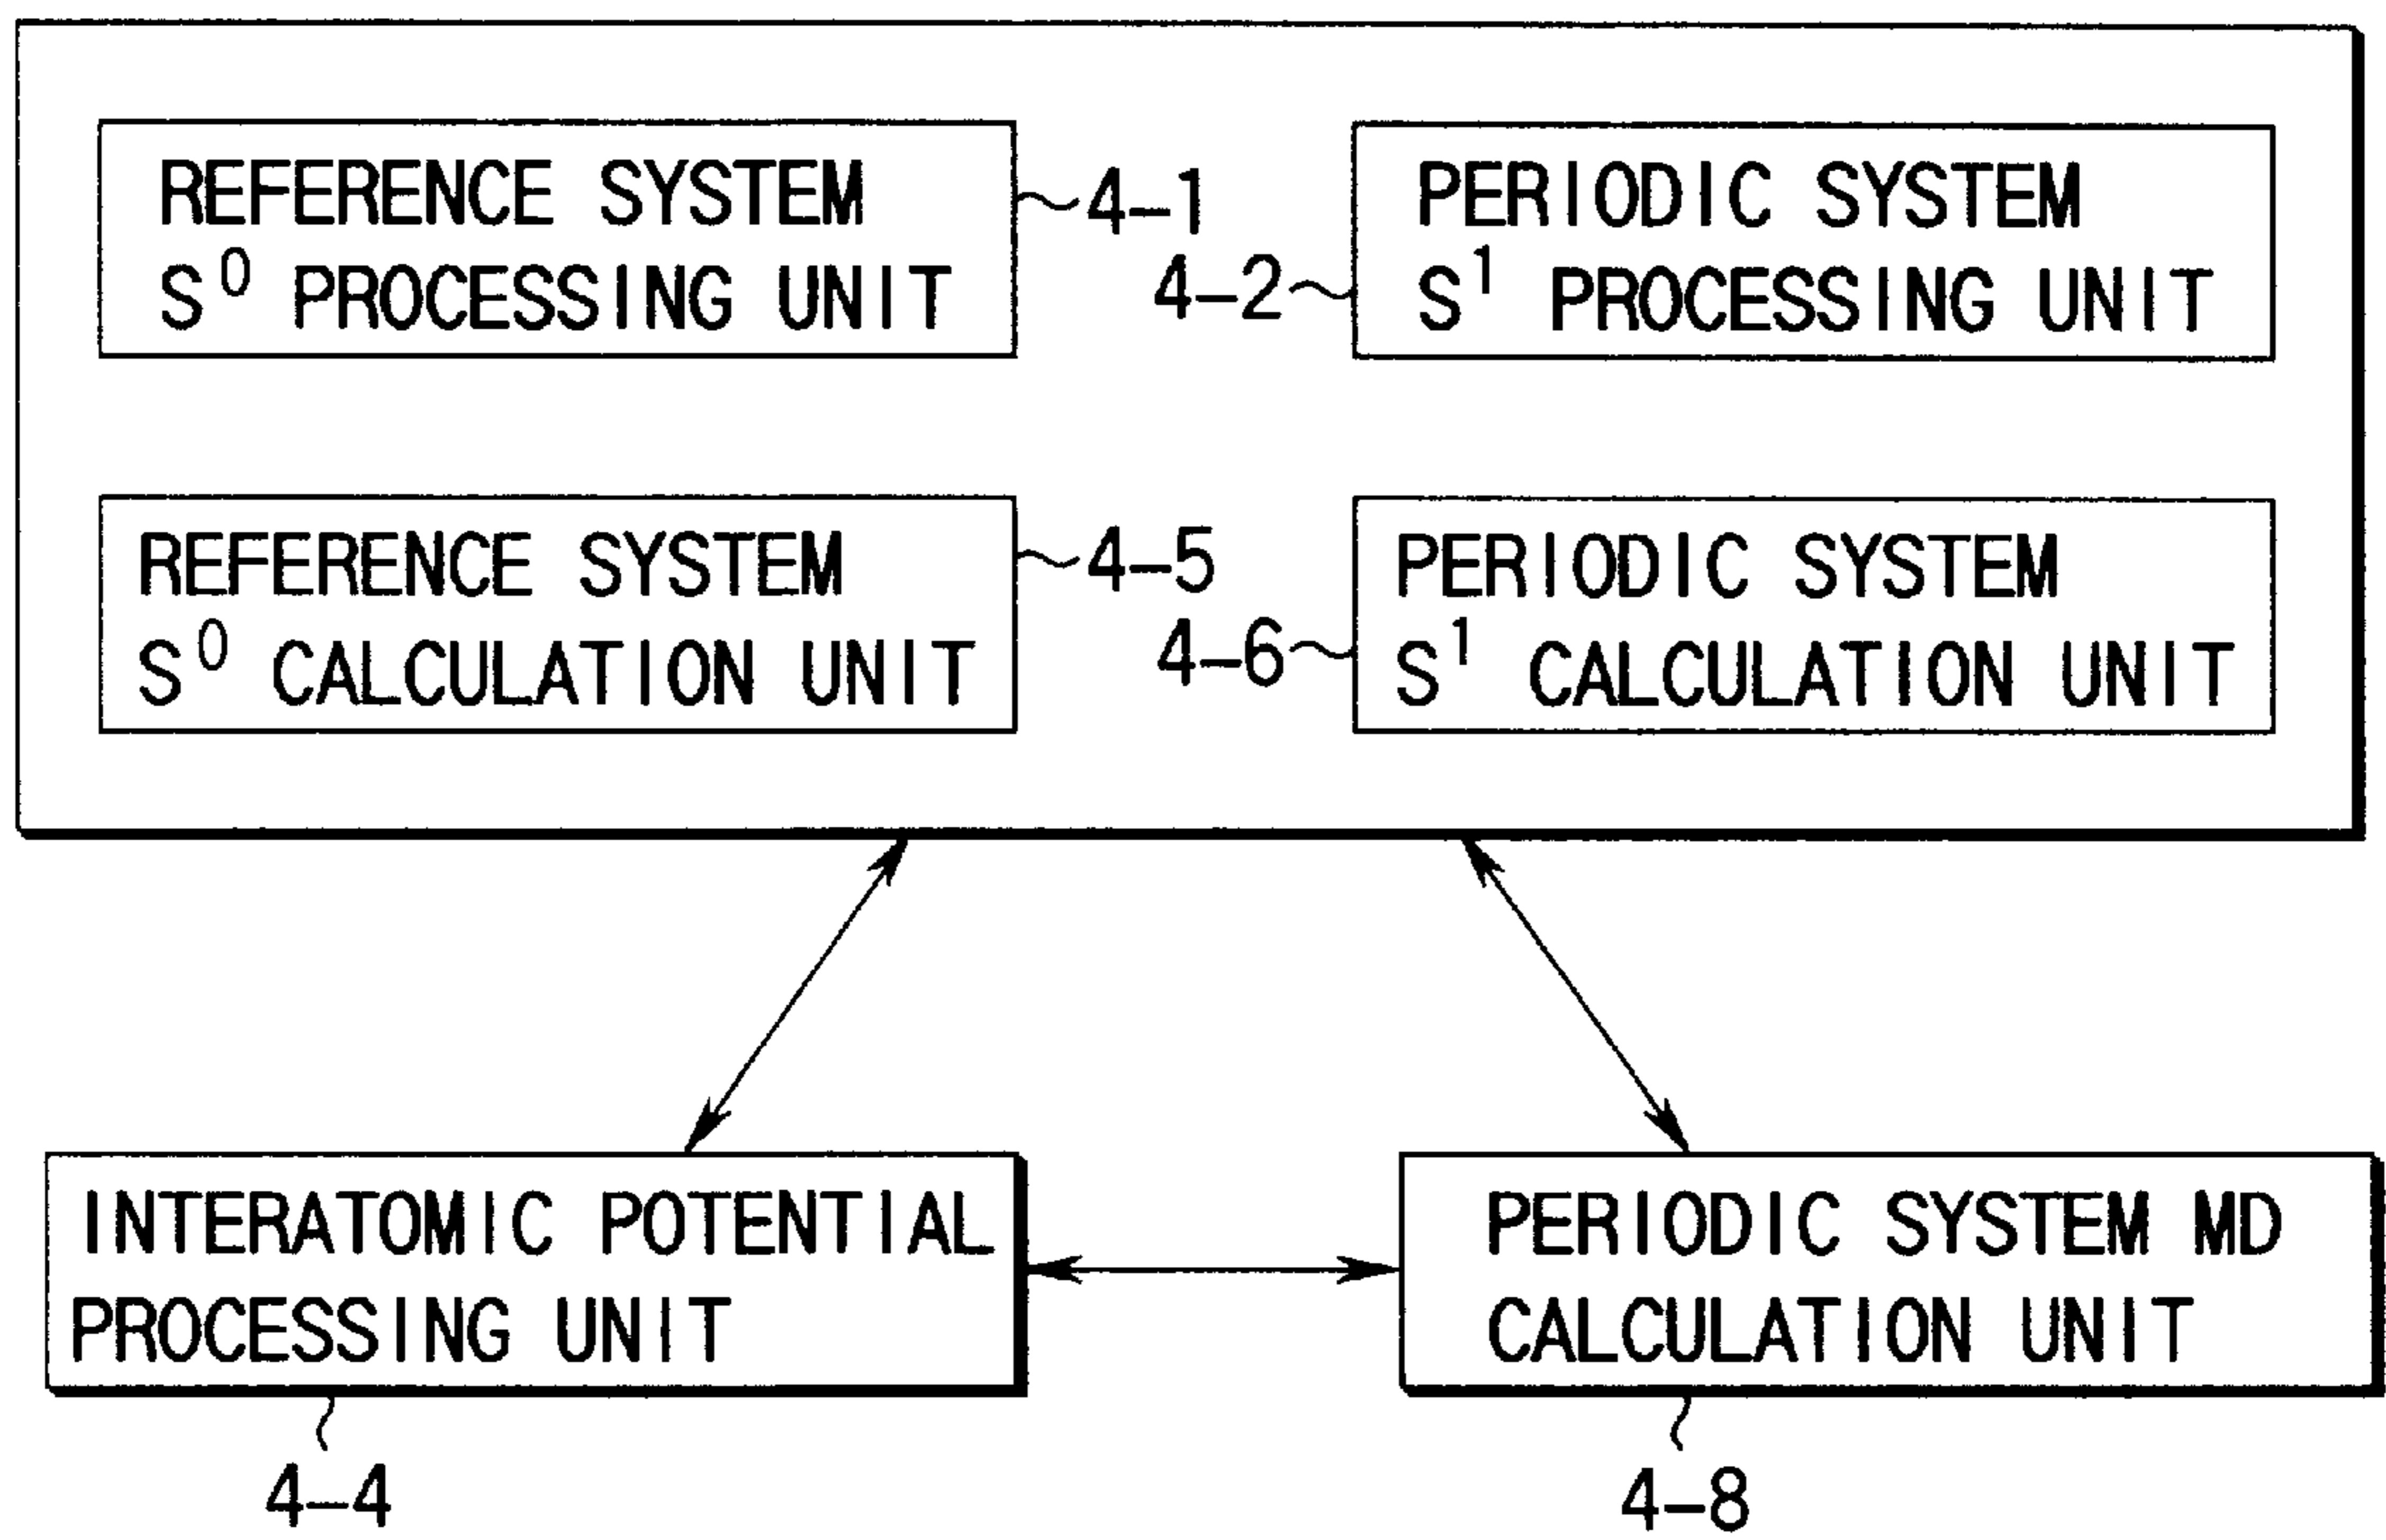 REFERENCE SYSTEM
S⁰ PROCESSING UNIT
4-1
PERIODIC SYSTEM
S¹ PROCESSING UNIT
4-2
REFERENCE SYSTEM
S⁰ CALCULATION UNIT
4-5
PERIODIC SYSTEM
S¹ CALCULATION UNIT
4-6
INTERATOMIC POTENTIAL
PROCESSING UNIT
4-4
PERIODIC SYSTEM MD
CALCULATION UNIT
4-8